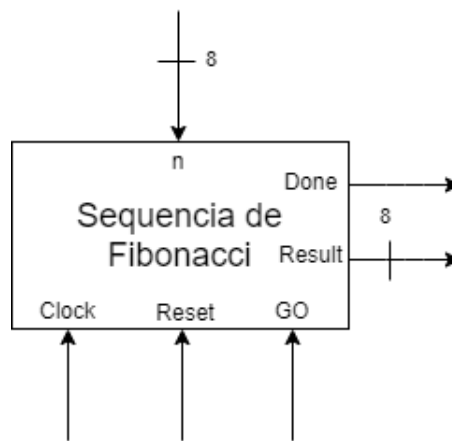 8
n
Done
8
Sequencia de
Fibonacci
Result
Clock Reset GO